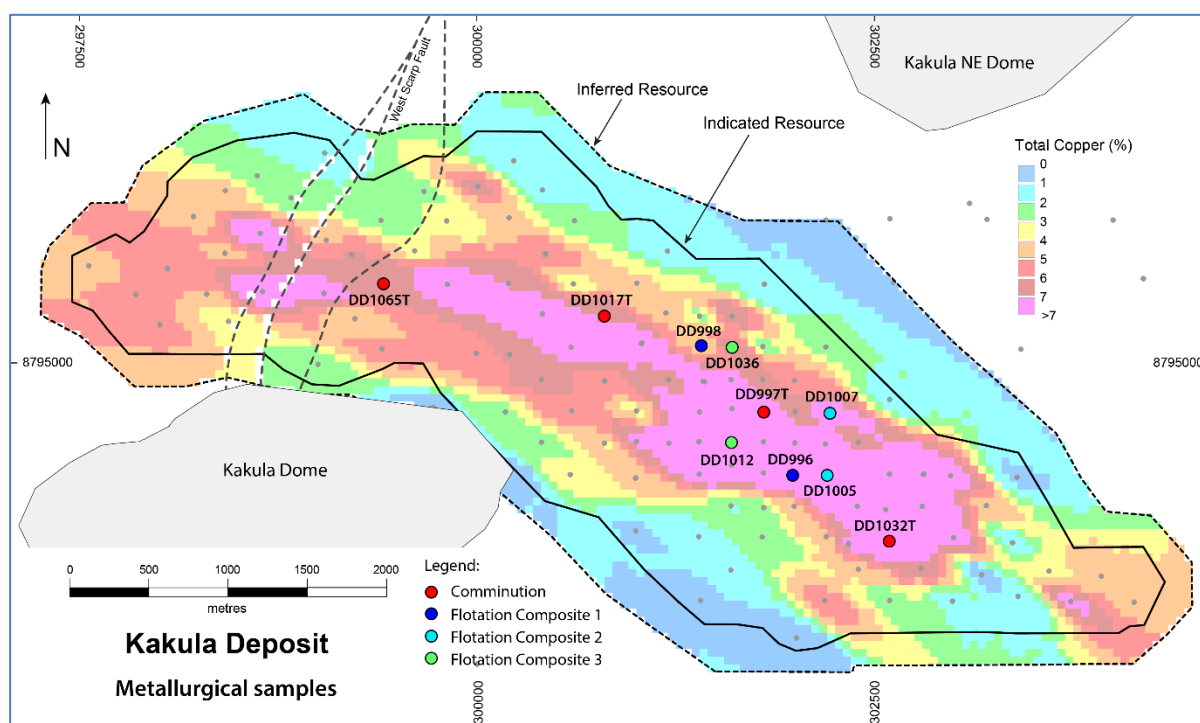 297500
300000
302500
Kakula NE Dome
West Scarp Fault
Inferred Resource
Indicated Resource
N
Total Copper (%)
0
1
2
3
4
5
6
7
>7
DD1065T
DD1017T
DD998
DD1036
8795000
8795000
DD997T
DD1007
DD1012
DD996
DD1005
Kakula Dome
DD1032T
0 500 1000 1500 2000
metres
Legend:
Comminution
Flotation Composite 1
Flotation Composite 2
Flotation Composite 3
Kakula Deposit
Metallurgical samples
300000
302500